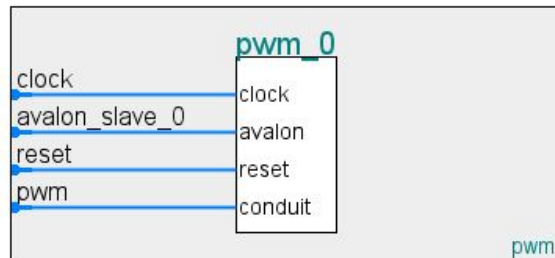 pwm_0
clock
clock
avalon_slave_0
avalon
reset
reset
pwm
conduit
pwm